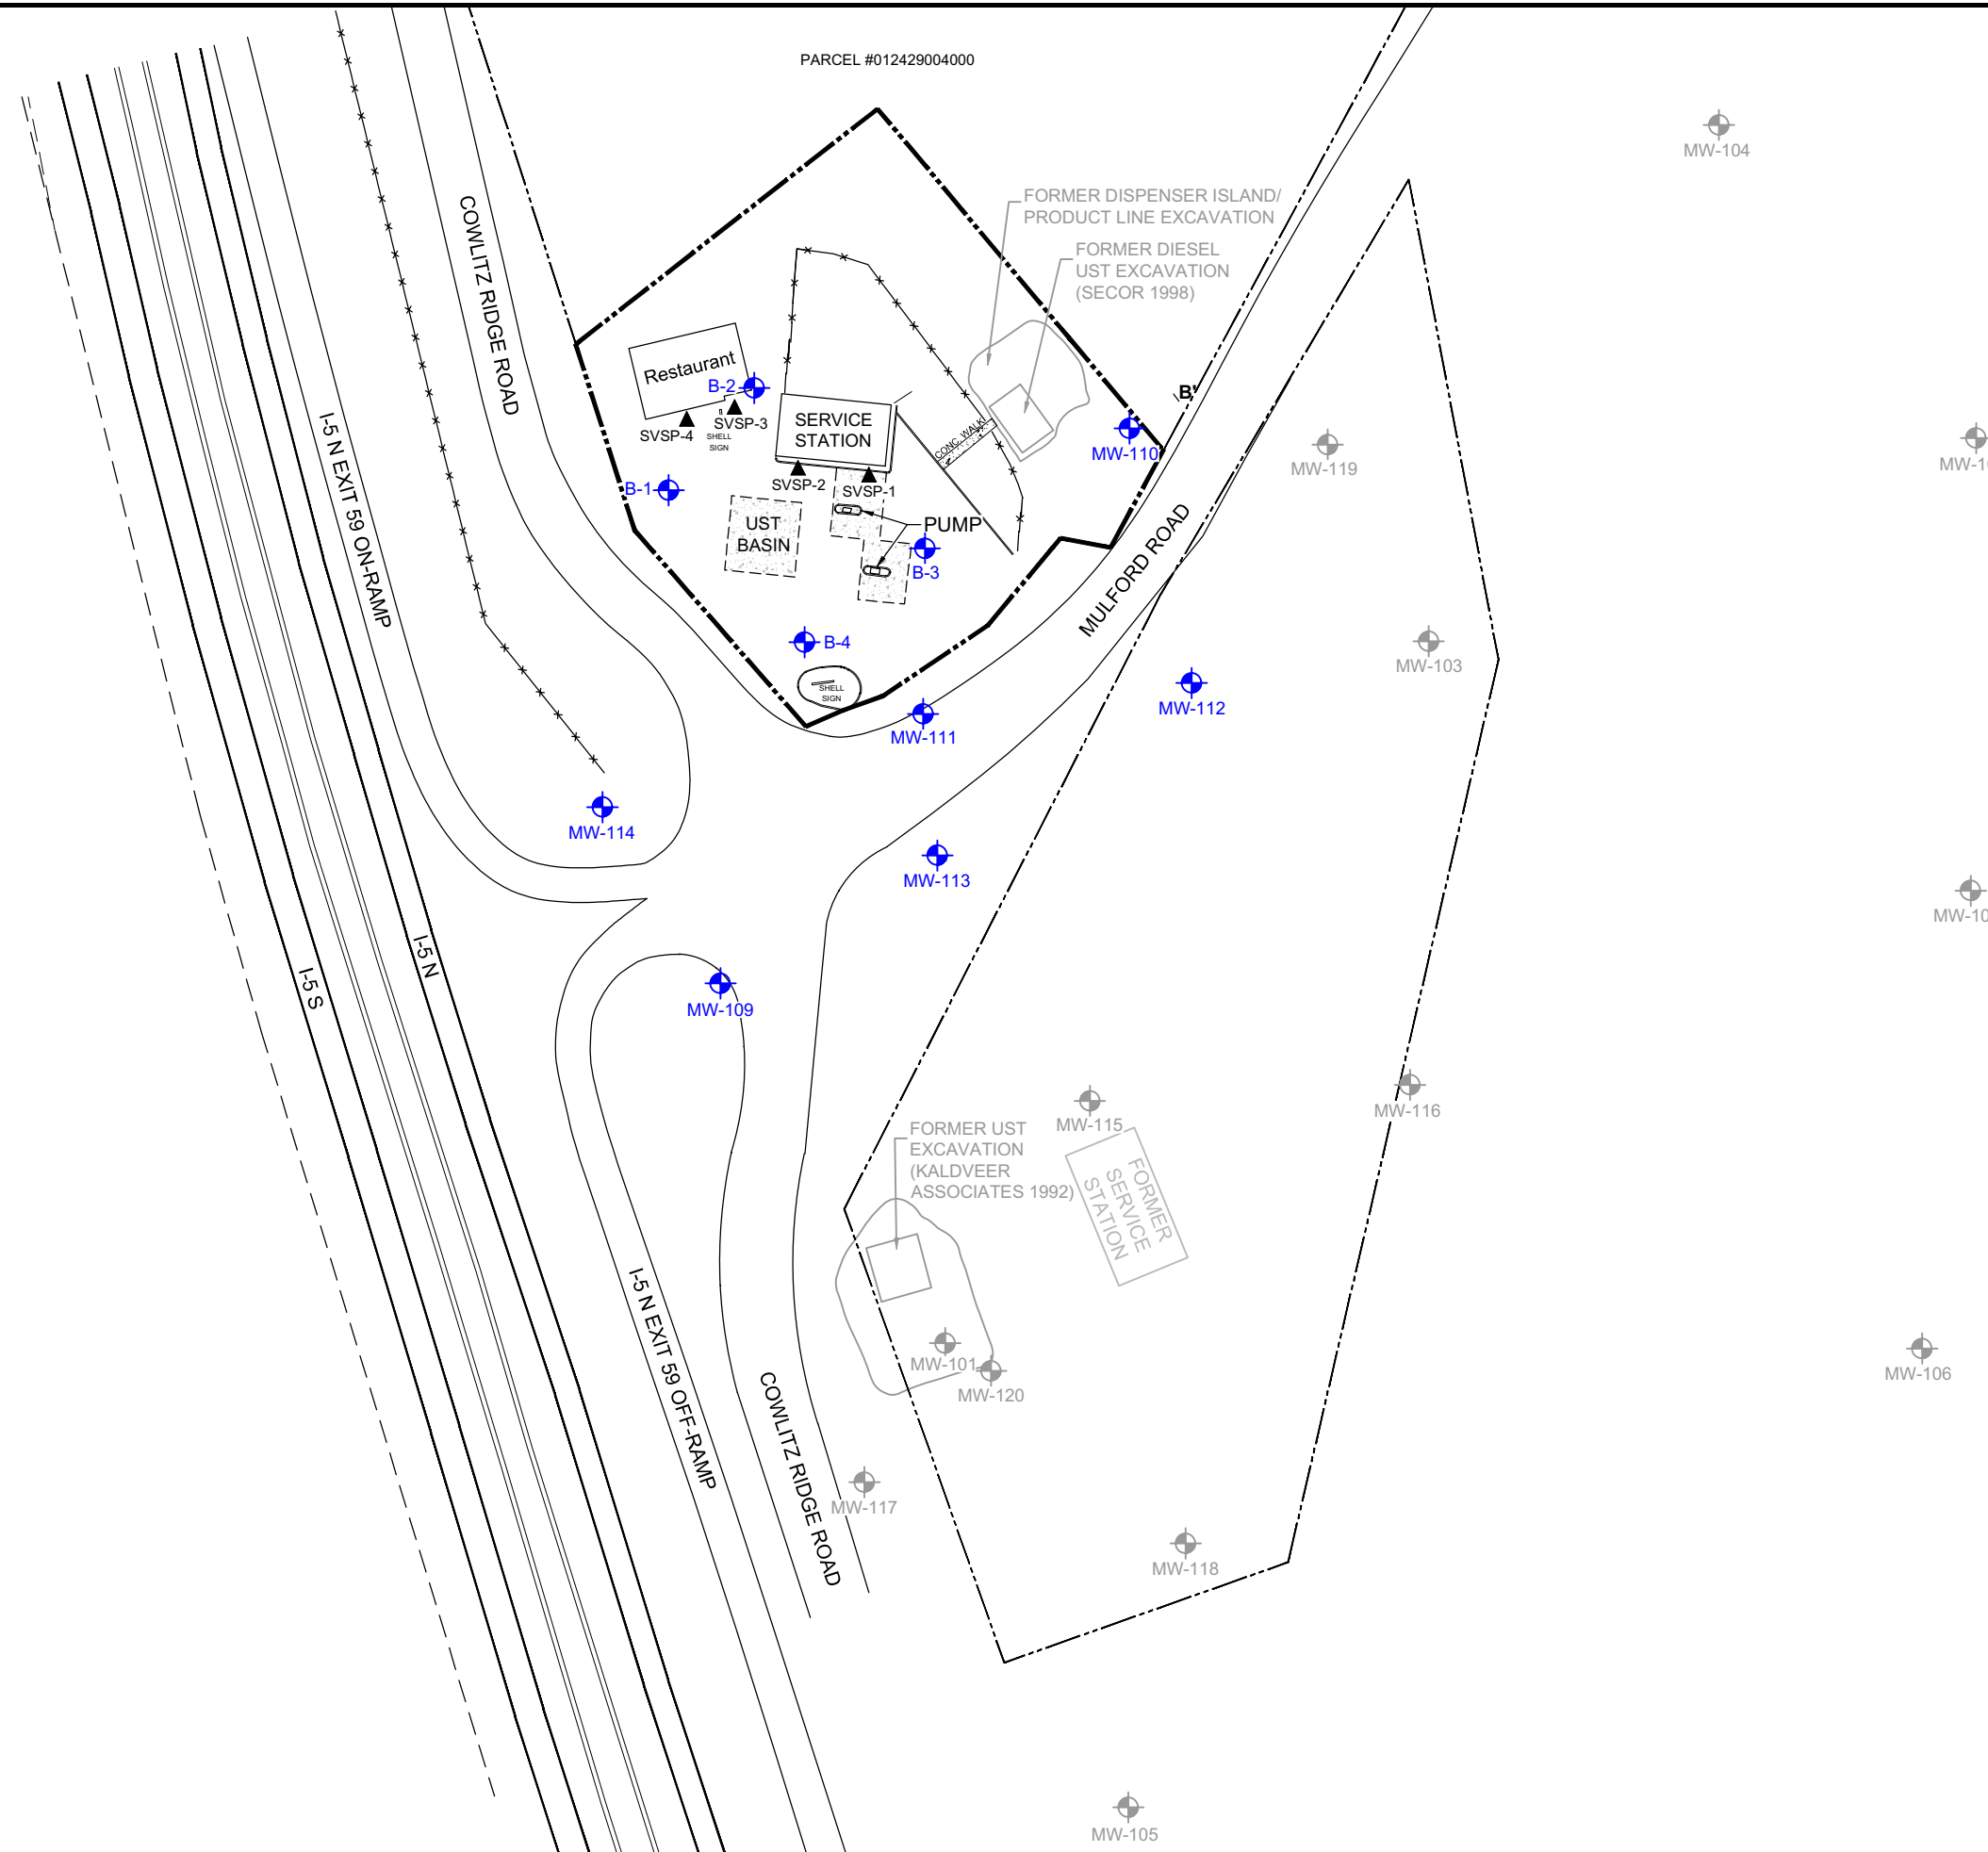 PARCEL #012429004000
MW-104
FORMER DISPENSER ISLAND/
PRODUCT LINE EXCAVATION
FORMER DIESEL
UST EXCAVATION
(SECOR 1998)
COWLITZ RIDGE ROAD
Restaurant
B-2
B'
SVSP-3
SVSP-4
SHELL
SIGN
SERVICE
STATION
CONC. WALK
MW-110
MW-119
I-5 N EXIT 59 ON-RAMP
B-1
SVSP-2
SVSP-1
UST
BASIN
PUMP
B-3
MULFORD ROAD
B-4
SHELL
SIGN
MW-103
MW-112
MW-111
MW-114
MW-113
I-5 N
I-5 S
MW-109
MW-115
MW-116
FORMER UST
EXCAVATION
(KALDVEER
ASSOCIATES 1992)
FORMER
SERVICE
STATION
I-5 N EXIT 59 OFF-RAMP
MW-101
MW-120
MW-106
COWLITZ RIDGE ROAD
MW-117
MW-118
MW-105